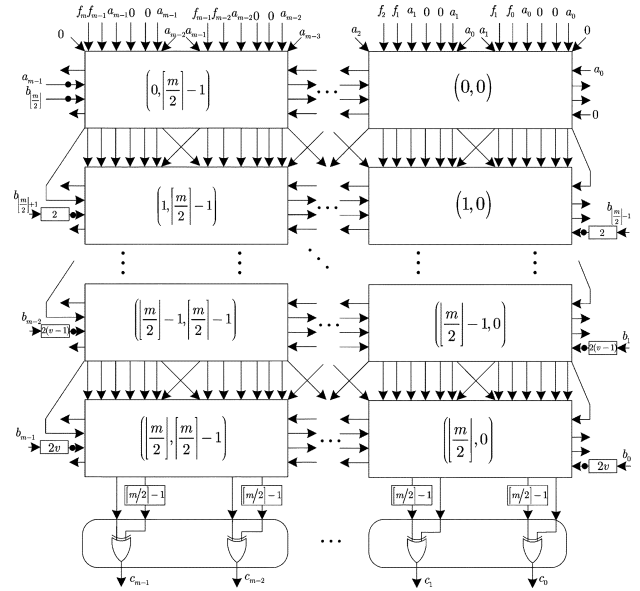 f_m f_{m-1} a_{m-1} 0 0 a_{m-1} f_{m-1} f_{m-2} a_{m-2} 0 0 a_{m-2} f_2 f_1 a_1 0 0 a_1 f_1 f_0 a_0 0 0 a_0
0 a_{m-2} a_{m-1} a_{m-3} a_2 a_0 a_1 0
a_{m-1} (0, ⌈m/2⌉-1) ... (0, 0) a_0
b_{⌊m/2⌋} 0
b_{⌊m/2⌋+1} 2 (1, ⌈m/2⌉-1) ... (1, 0) b_{⌊m/2⌋-1} 2
b_{m-2} 2(v-1) (⌊m/2⌋-1, ⌈m/2⌉-1) ... (⌊m/2⌋-1, 0) b_1 2(v-1)
b_{m-1} 2v (⌊m/2⌋, ⌈m/2⌉-1) ... (⌊m/2⌋, 0) b_0 2v
⌈m/2⌉-1 ⌈m/2⌉-1 ⌈m/2⌉-1 ⌈m/2⌉-1
...
c_{m-1} c_{m-2} c_1 c_0